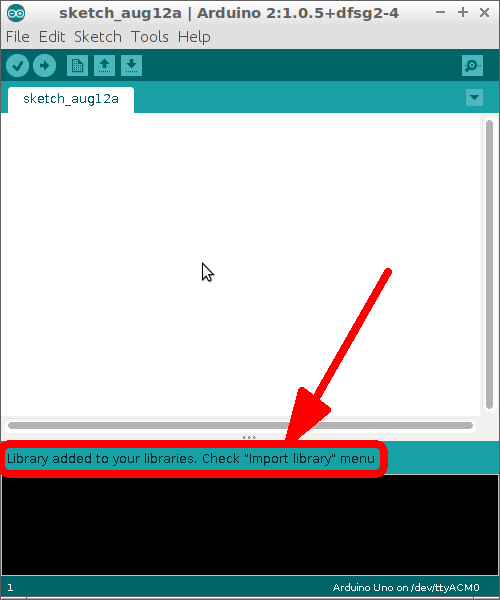 sketch_aug12a | Arduino 2:1.0.5+dfsg2-4
File Edit Sketch Tools Help
sketch_aug12a
Library added to your libraries. Check "Import library" menu
1 Arduino Uno on /dev/ttyACM0